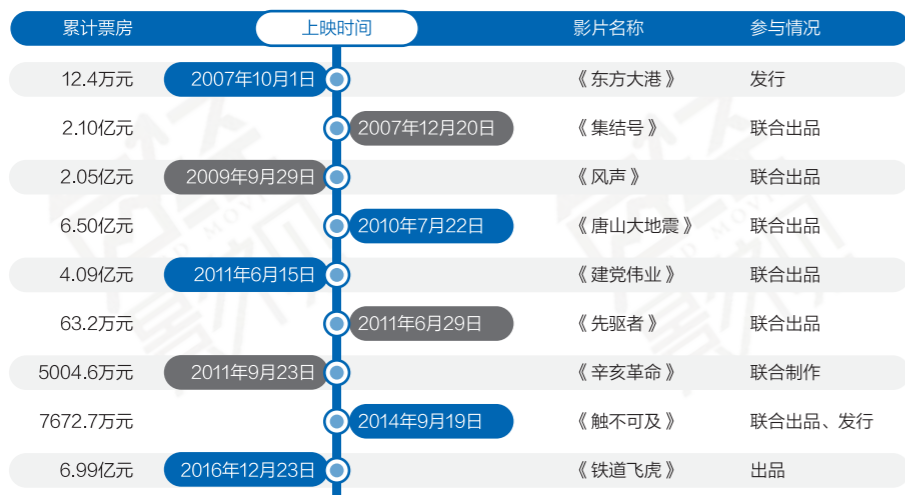 累计票房 上映时间 影片名称 参与情况
12.4万元 2007年10月1日 《东方大港》 发行
2.10亿元 2007年12月20日 《集结号》 联合出品
2.05亿元 2009年9月29日 《风声》 联合出品
6.50亿元 2010年7月22日 《唐山大地震》 联合出品
4.09亿元 2011年6月15日 《建党伟业》 联合出品
63.2万元 2011年6月29日 《先驱者》 联合出品
5004.6万元 2011年9月23日 《辛亥革命》 联合制作
7672.7万元 2014年9月19日 《触不可及》 联合出品、发行
6.99亿元 2016年12月23日 《铁道飞虎》 出品